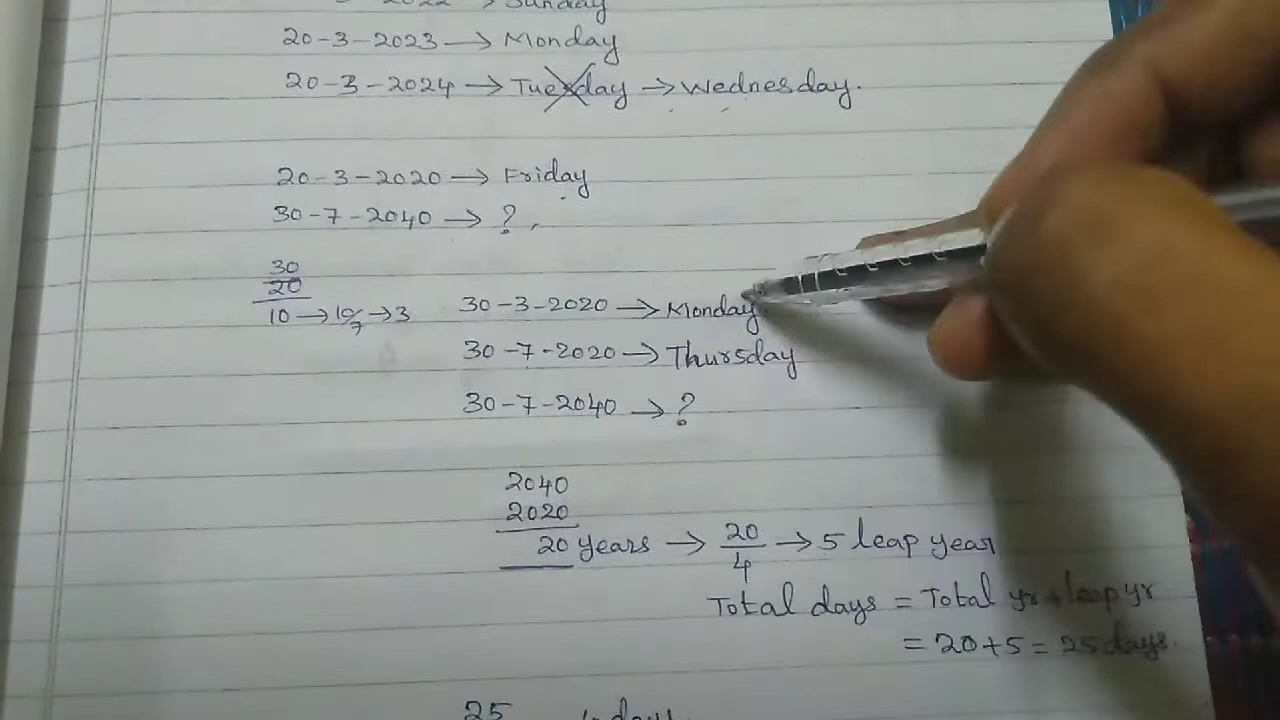 Sunday
20-3-2023 → Monday
20-3-2024 → Tuesday → Wednesday.
20-3-2020 → Friday
30-7-2040 → ?
30
20
10 → 10/7 → 3
30-3-2020 → Monday
30-7-2020 → Thursday
30-7-2040 → ?
2040
2020
20 years → 20/4 → 5 leap year
Total days = Total yr + leap yr
= 20+5 = 25 days.
25